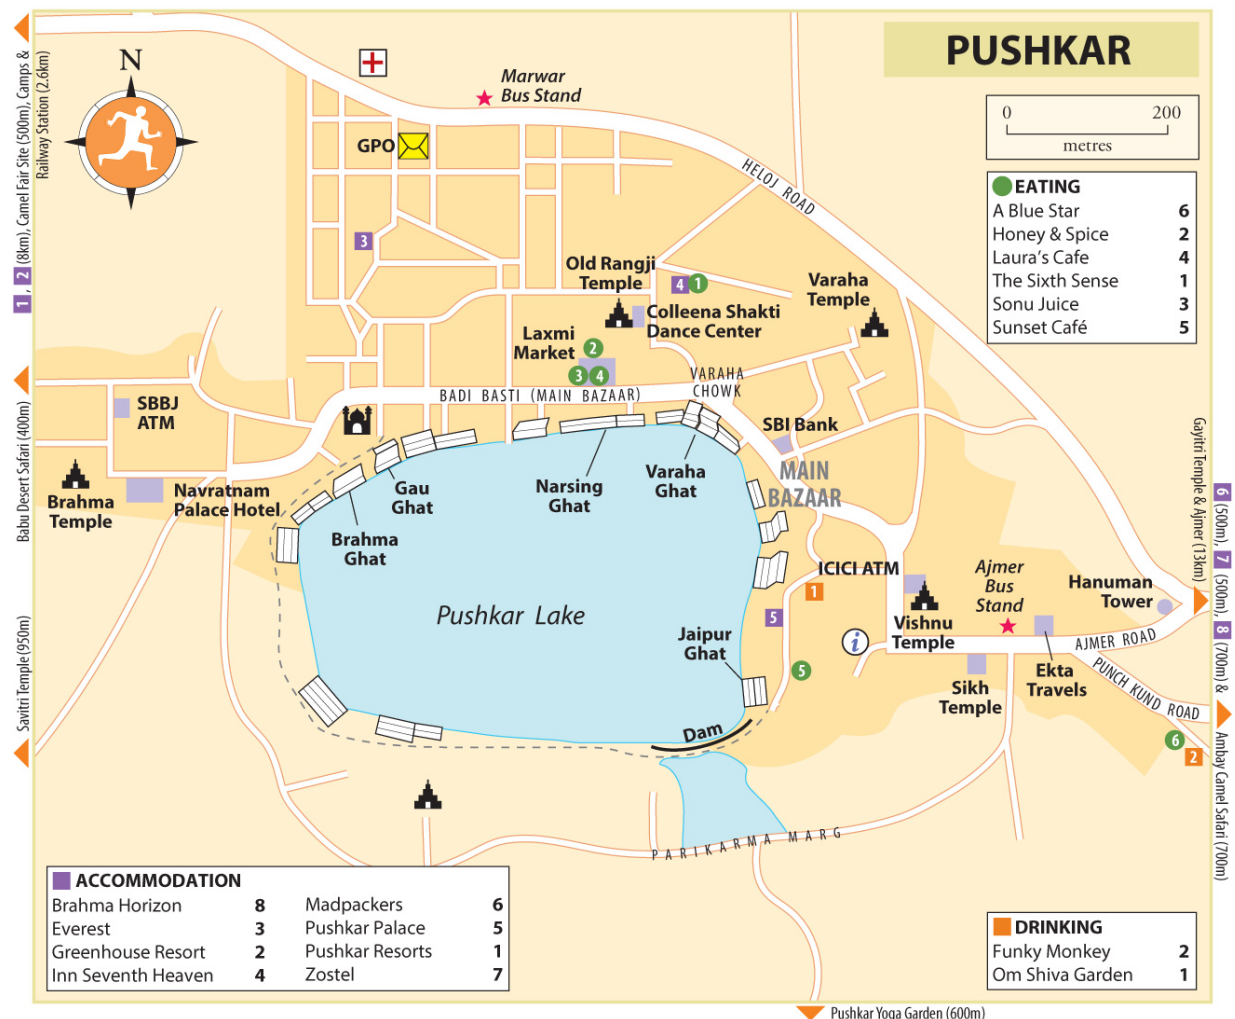 PUSHKAR
N
0 200
metres
EATING
A Blue Star 6
Honey & Spice 2
Laura's Cafe 4
The Sixth Sense 1
Sonu Juice 3
Sunset Café 5
1, 2 (8km), Camel Fair Site (500m), Camps &
Railway Station (2.6km)
Marwar
Bus Stand
GPO
HELOJ ROAD
3
Old Rangji
Temple
4 1
Varaha
Temple
Colleena Shakti
Dance Center
Laxmi
Market
2
3 4
VARAHA
CHOWK
BADI BASTI (MAIN BAZAAR)
SBBJ
ATM
SBI Bank
MAIN
BAZAAR
Brahma
Temple
Navratnam
Palace Hotel
Gau
Ghat
Brahma
Ghat
Narsing
Ghat
Varaha
Ghat
Babu Desert Safari (400m)
Savitri Temple (950m)
Pushkar Lake
ICICI ATM
1
5
i
Vishnu
Temple
Ajmer
Bus
Stand
Hanuman
Tower
AJMER ROAD
Jaipur
Ghat
5
Sikh
Temple
Ekta
Travels
PUNCH KUND ROAD
6
2
Dam
PARIKARMA MARG
Gayitri Temple & Ajmer (13km)
6 (500m), 7 (500m), 8 (700m) &
Ambay Camel Safari (700m)
ACCOMMODATION
Brahma Horizon 8
Everest 3
Greenhouse Resort 2
Inn Seventh Heaven 4
Madpackers 6
Pushkar Palace 5
Pushkar Resorts 1
Zostel 7
DRINKING
Funky Monkey 2
Om Shiva Garden 1
Pushkar Yoga Garden (600m)